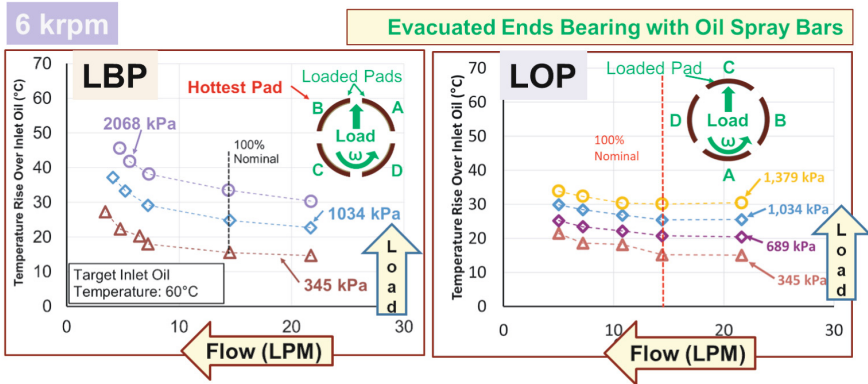 6 krpm
Evacuated Ends Bearing with Oil Spray Bars
LBP
Temperature Rise Over Inlet Oil (°C)
70
60
50
40
30
20
10
0
0
10
20
30
Hottest Pad
Loaded Pads
B
A
Load
ω
C
D
2068 kPa
100%
Nominal
1034 kPa
345 kPa
Target Inlet Oil
Temperature: 60°C
Load
Flow (LPM)
LOP
Temperature Rise Over Inlet Oil (°C)
70
60
50
40
30
20
10
0
0
10
20
30
Loaded Pad
C
D
B
Load
ω
A
100%
Nominal
1,379 kPa
1,034 kPa
689 kPa
345 kPa
Load
Flow (LPM)